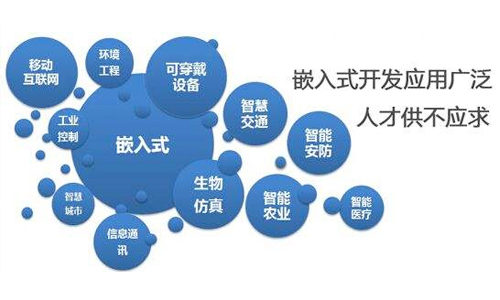 移动
互联网
环境
工程
可穿戴
设备
智慧
交通
智能
安防
工业
控制
嵌入式
生物
仿真
智能
农业
智能
医疗
智慧
城市
信息通
讯
嵌入式开发应用广泛
人才供不应求